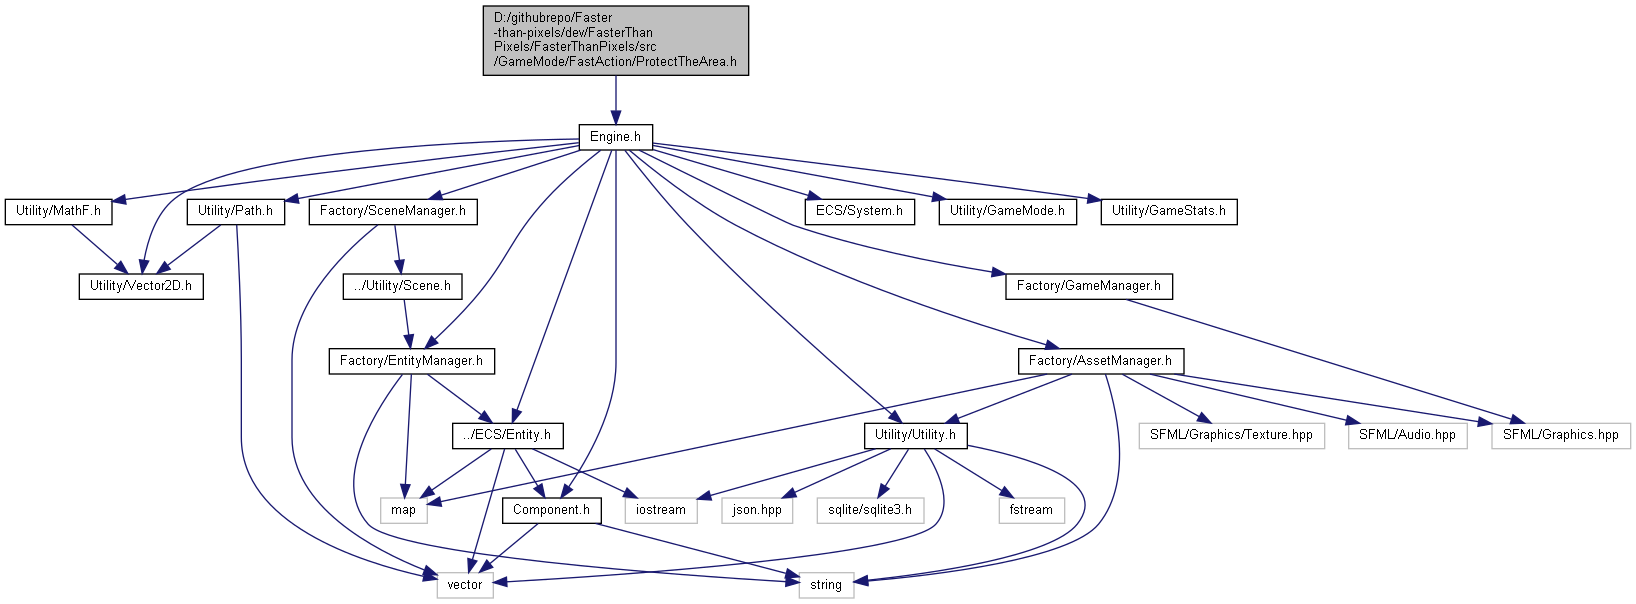 D:/githubrepo/Faster
-than-pixels/dev/FasterThan
Pixels/FasterThanPixels/src
/GameMode/FastAction/ProtectTheArea.h
Engine.h
Utility/MathF.h
Utility/Path.h
Factory/SceneManager.h
ECS/System.h
Utility/GameMode.h
Utility/GameStats.h
Utility/Vector2D.h
../Utility/Scene.h
Factory/GameManager.h
Factory/EntityManager.h
Factory/AssetManager.h
../ECS/Entity.h
Utility/Utility.h
SFML/Graphics/Texture.hpp
SFML/Audio.hpp
SFML/Graphics.hpp
map
Component.h
iostream
json.hpp
sqlite/sqlite3.h
fstream
vector
string